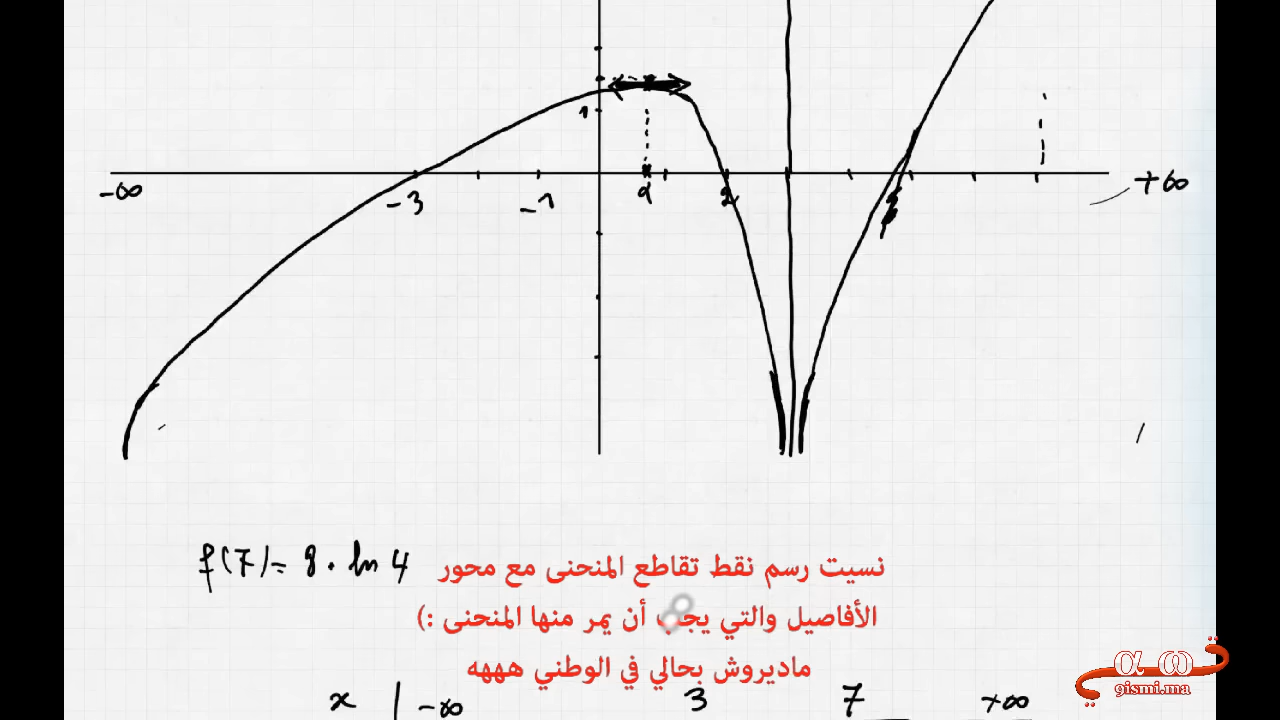 1
-∞
-3
-1
α
2
+∞
f(7)= 8 · ln 4
نسيت رسم نقط تقاطع المنحنى مع محور
الأفاصيل والتي يجب أن يمر منها المنحنى :)
ماديروش بحالي في الوطني هههه
x | -∞ 3 7 +∞
9ismi.ma